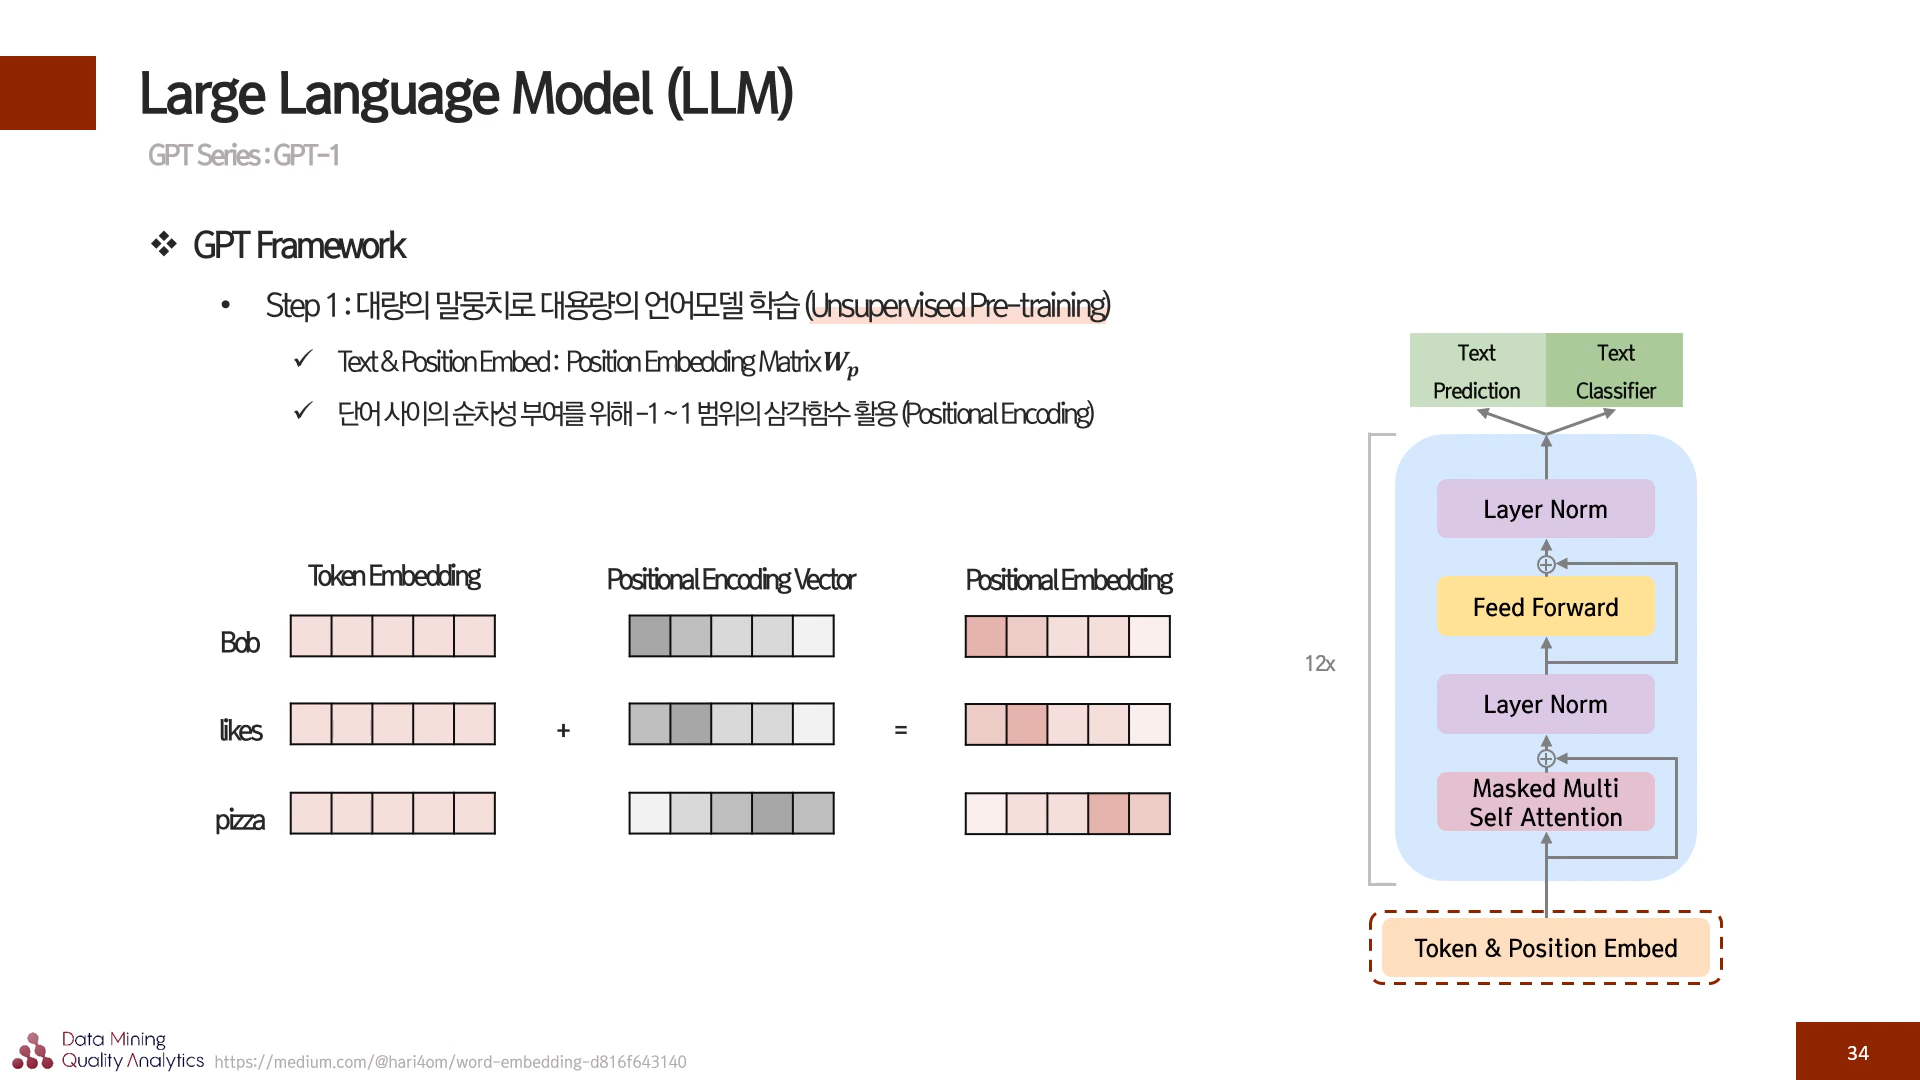 Large Language Model (LLM)
GPT Series : GPT-1
❖ GPT Framework
• Step 1 : 대량의 말뭉치로 대용량의 언어모델 학습 (Unsupervised Pre-training)
✓ Text & Position Embed : Position Embedding Matrix W_p
✓ 단어 사이의 순차성 부여를 위해 -1 ~ 1 범위의 삼각함수 활용 (Positional Encoding)
Token Embedding
Positional Encoding Vector
Positional Embedding
Bob
likes + =
pizza
Text Prediction
Text Classifier
Layer Norm
Feed Forward
12x
Layer Norm
Masked Multi
Self Attention
Token & Position Embed
Data Mining
Quality Analytics
https://medium.com/@hari4om/word-embedding-d816f643140
34